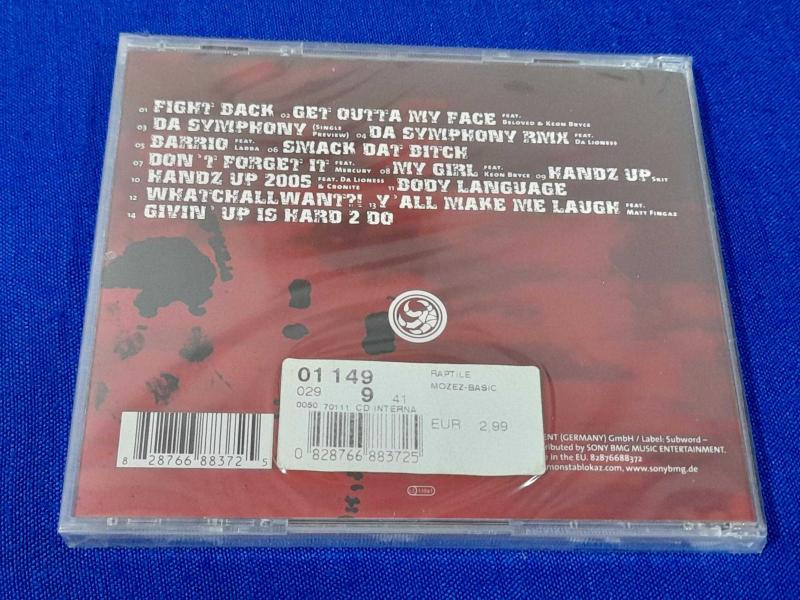 01 FIGHT BACK 02 GET OUTTA MY FACE FEAT. BELOVED & KEON BRYCE
03 DA SYMPHONY (SINGLE PREVIEW) 04 DA SYMPHONY RMX FEAT. DA LIONESS
05 BARRIO FEAT. LADBA 06 SMACK DAT BITCH
07 DON'T FORGET IT FEAT. MERCURY 08 MY GIRL FEAT. KEON BRYCE 09 HANDZ UP SKIT
10 HANDZ UP 2005 FEAT. DA LIONESS & CRONITE 11 BODY LANGUAGE
12 WHATCHALLWANT?! 13 Y'ALL MAKE ME LAUGH FEAT. MATT FINGAZ
14 GIVIN' UP IS HARD 2 DO
01 149 RAPTILE
029 9 41 MOZEZ-BASIC
0050 70111 CD INTERNA
EUR 2,99
0 828766 883725
8 28766 88372 5
ENT (GERMANY) GmbH / Label: Subword –
ributed by SONY BMG MUSIC ENTERTAINMENT.
in the EU. 82876688372
monstablokaz.com, www.sonybmg.de